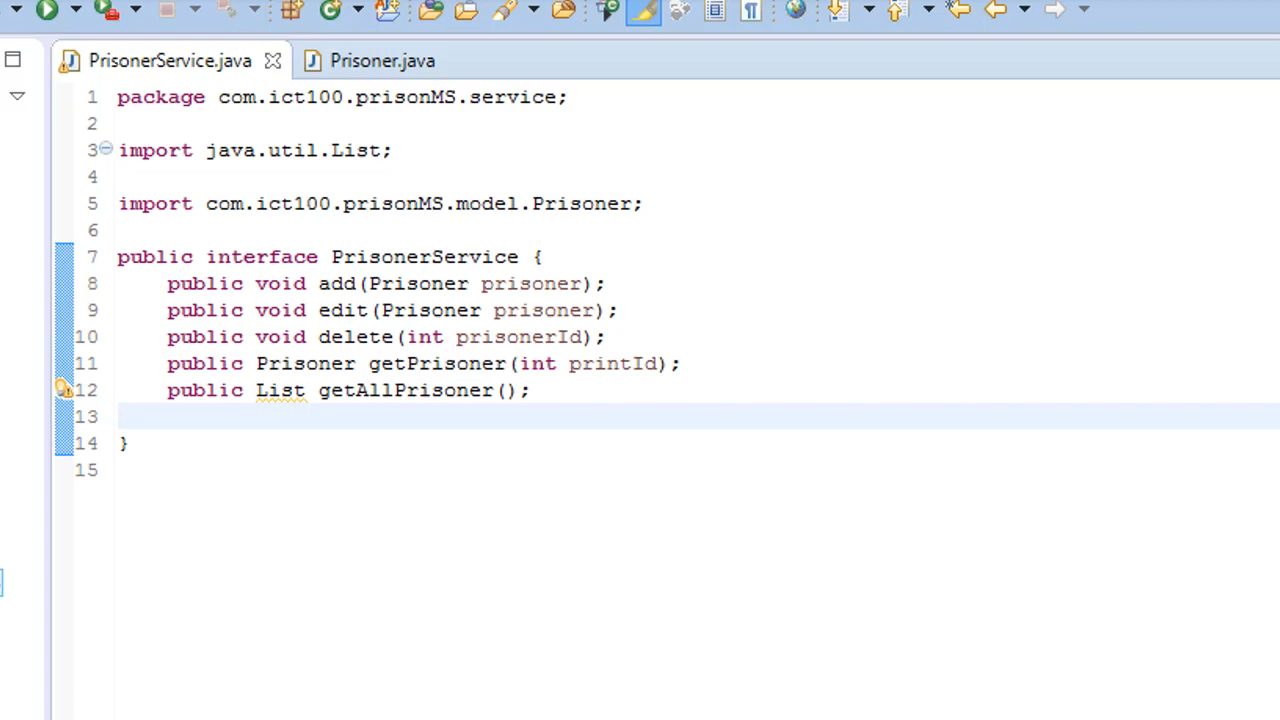 PrisonerService.java Prisoner.java
1 package com.ict100.prisonMS.service;
2
3 import java.util.List;
4
5 import com.ict100.prisonMS.model.Prisoner;
6
7 public interface PrisonerService {
8 public void add(Prisoner prisoner);
9 public void edit(Prisoner prisoner);
10 public void delete(int prisonerId);
11 public Prisoner getPrisoner(int printId);
12 public List getAllPrisoner();
13
14 }
15